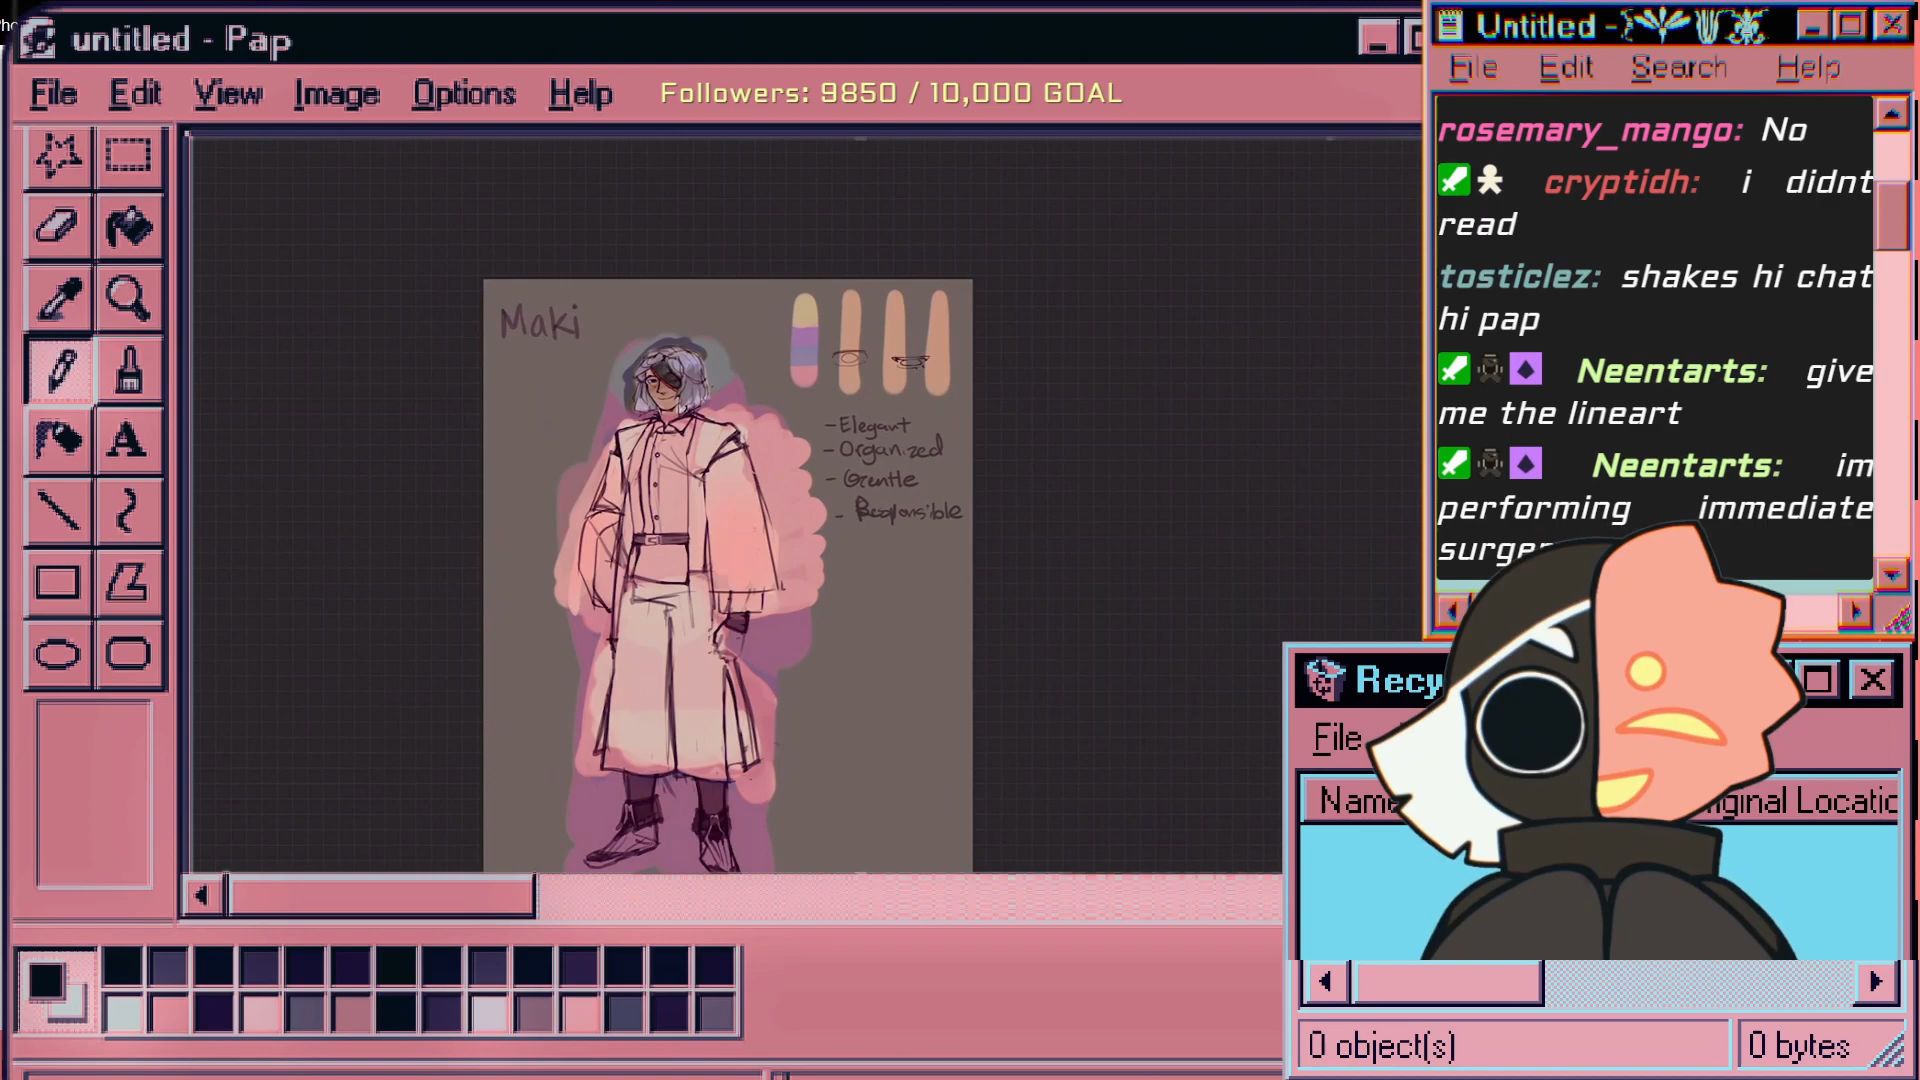 untitled - Pap
File Edit View Image Options Help
Followers: 9850 / 10,000 GOAL
Maki
- Elegant
- Organized
- Gentle
- Responsible
Untitled -
File Edit Search Help
rosemary_mango: No
cryptidh: i didnt
read
tosticlez: shakes hi chat
hi pap
Neentarts: give
me the lineart
Neentarts: im
performing immediate
Recy
File
Name
iginal Locatio
0 object(s)
0 bytes